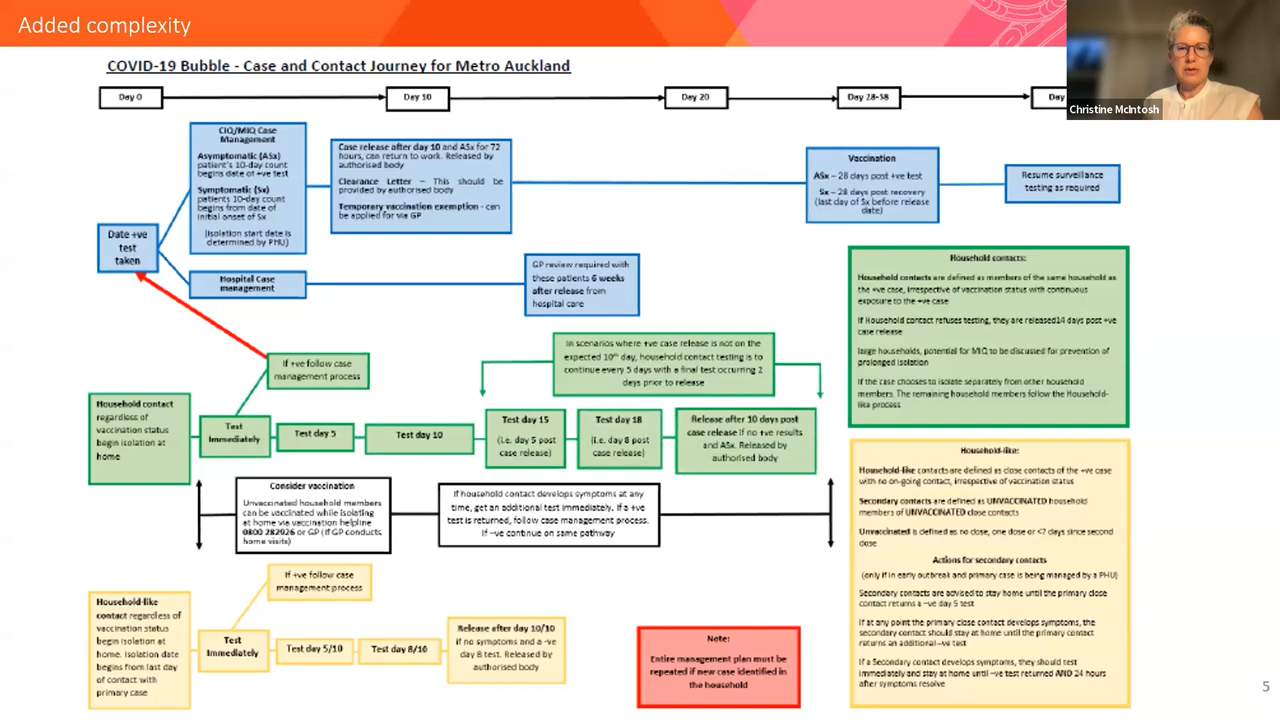 Added complexity
Christine McIntosh
COVID-19 Bubble - Case and Contact Journey for Metro Auckland
Day 0
Day 10
Day 20
Day 28-38
Day
CIQ/MIQ Case
Management
Asymptomatic (ASx)
patient's 10-day count
begins date of +ve test
Symptomatic (Sx)
patients 10-day count
begins from date of
initial onset of Sx
(Isolation start date is
determined by PHU)
Case release after day 10 and ASx for 72
hours, can return to work. Released by
authorised body
Clearance Letter – This should be
provided by authorised body
Temporary vaccination exemption - can
be applied for via GP
Vaccination
ASx – 28 days post +ve test
Sx – 28 days post recovery
(last day of Sx before release
date)
Resume surveillance
testing as required
Date +ve
test
taken
Hospital Case
management
GP review required with
these patients 6 weeks
after release from
hospital care
Household contacts:
Household contacts are defined as members of the same household as
the +ve case, irrespective of vaccination status with continuous
exposure to the +ve case
If Household contact refuses testing, they are released14 days post +ve
case release
large households, potential for MIQ to be discussed for prevention of
prolonged isolation
If the case chooses to isolate separately from other household
members. The remaining household members follow the Household-
like process
In scenarios where +ve case release is not on the
expected 10th day, household contact testing is to
continue every 5 days with a final test occurring 2
days prior to release
If +ve follow case
management process
Household contact
regardless of
vaccination status
begin isolation at
home
Test
Immediately
Test day 5
Test day 10
Test day 15
(i.e. day 5 post
case release)
Test day 18
(i.e. day 8 post
case release)
Release after 10 days post
case release if no +ve results
and ASx. Released by
authorised body
Consider vaccination
Unvaccinated household members
can be vaccinated while isolating
at home via vaccination helpline
0800 282926 or GP (if GP conducts
home visits)
If household contact develops symptoms at any
time, get an additional test immediately. If a +ve
test is returned, follow case management process.
If –ve continue on same pathway
Household-like:
Household-like contacts are defined as close contacts of the +ve case
with no on-going contact, irrespective of vaccination status
Secondary contacts are defined as UNVACCINATED household
members of UNVACCINATED close contacts
Unvaccinated is defined as no dose, one dose or <7 days since second
dose
Actions for secondary contacts
(only if in early outbreak and primary case is being managed by a PHU)
Secondary contacts are advised to stay home until the primary close
contact returns a –ve day 5 test
If at any point the primary close contact develops symptoms, the
secondary contact should stay at home until the primary contact
returns an additional –ve test
If a Secondary contact develops symptoms, they should test
immediately and stay at home until –ve test returned AND 24 hours
after symptoms resolve
If +ve follow case
management process
Household-like
contact regardless of
vaccination status
begin isolation at
home. Isolation date
begins from last day
of contact with
primary case
Test
Immediately
Test day 5/10
Test day 8/10
Release after day 10/10
if no symptoms and a -ve
day 8 test. Released by
authorised body
Note:
Entire management plan must be
repeated if new case identified in
the household
5